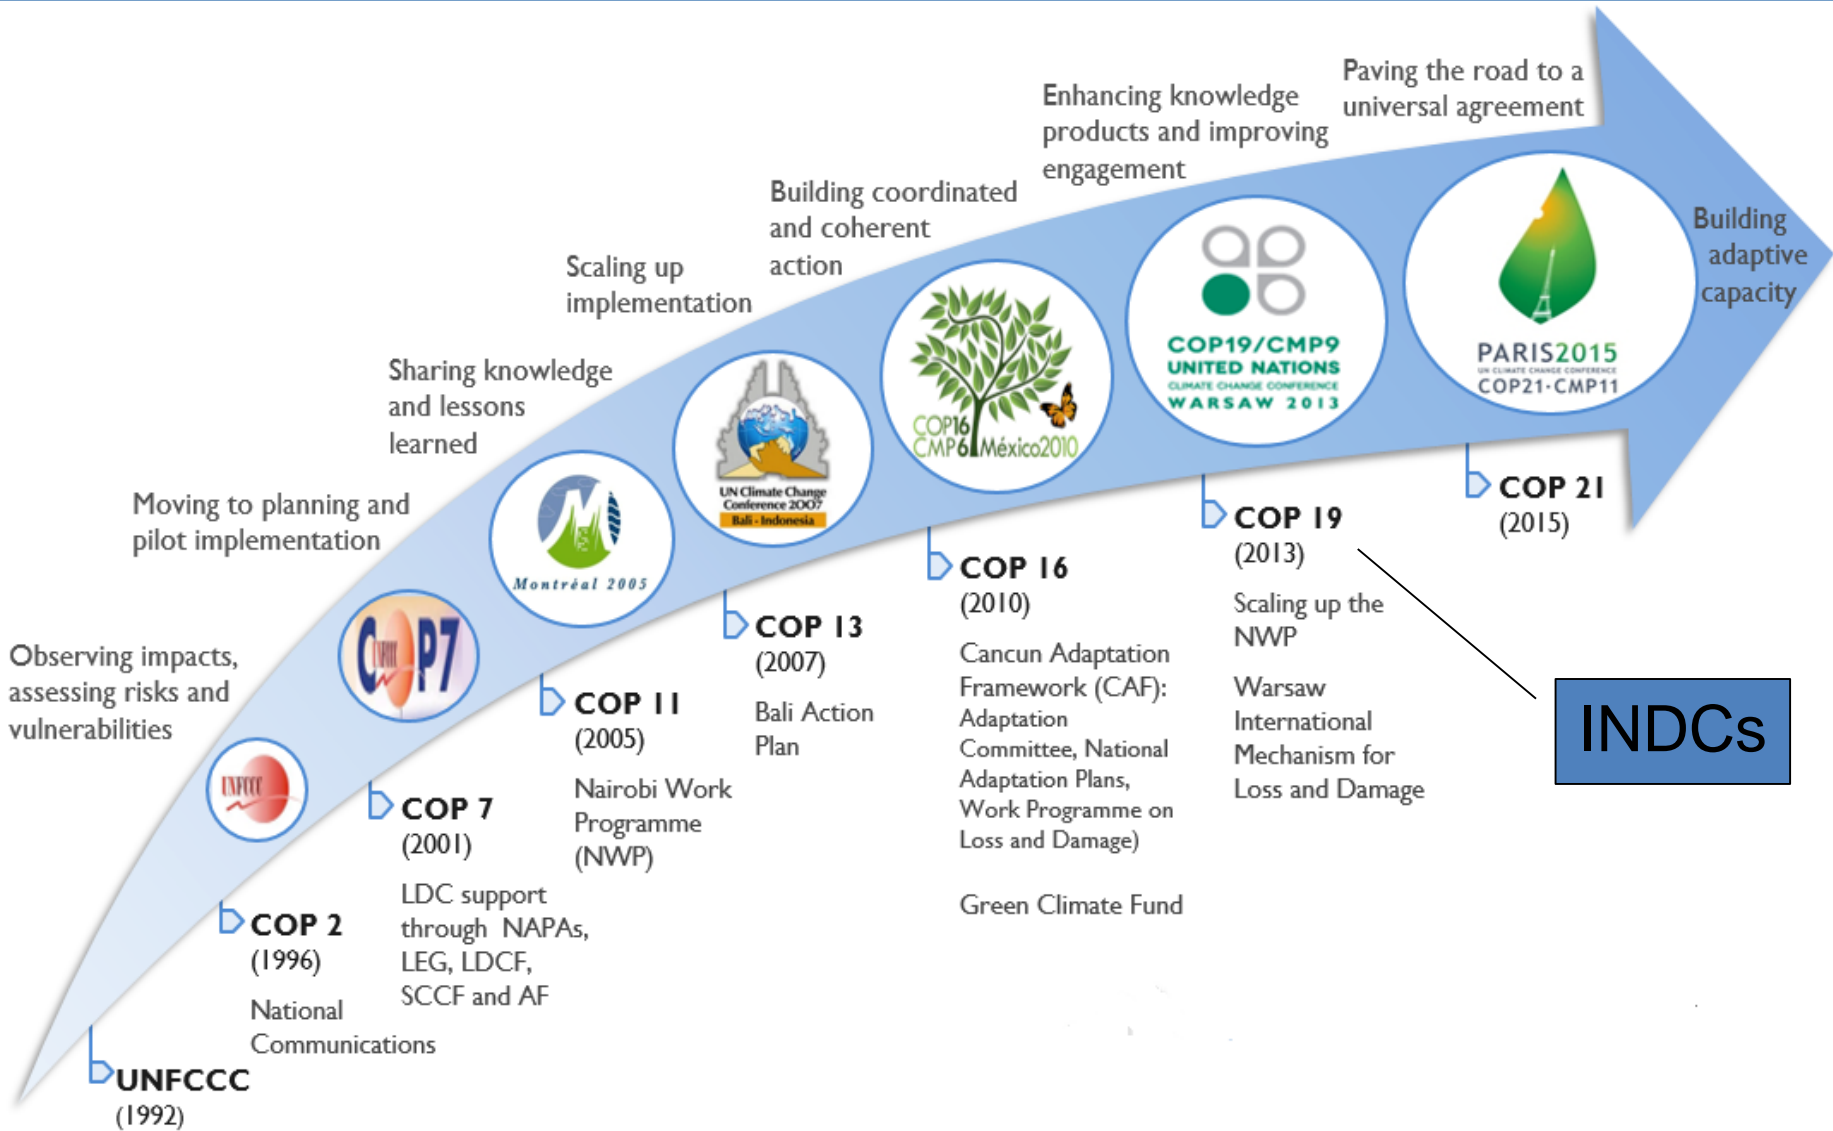 Observing impacts,
assessing risks and
vulnerabilities
Moving to planning and
pilot implementation
Sharing knowledge
and lessons
learned
Scaling up
implementation
Building coordinated
and coherent
action
Enhancing knowledge
products and improving
engagement
Paving the road to a
universal agreement
Building
adaptive
capacity
UNFCCC
COP7
UNFCCC
Montréal 2005
UN Climate Change
Conference 2007
Bali - Indonesia
COP16
CMP6 México2010
COP19/CMP9
UNITED NATIONS
CLIMATE CHANGE CONFERENCE
WARSAW 2013
PARIS2015
UN CLIMATE CHANGE CONFERENCE
COP21·CMP11
UNFCCC
(1992)
COP 2
(1996)
National
Communications
COP 7
(2001)
LDC support
through NAPAs,
LEG, LDCF,
SCCF and AF
COP 11
(2005)
Nairobi Work
Programme
(NWP)
COP 13
(2007)
Bali Action
Plan
COP 16
(2010)
Cancun Adaptation
Framework (CAF):
Adaptation
Committee, National
Adaptation Plans,
Work Programme on
Loss and Damage)
Green Climate Fund
COP 19
(2013)
Scaling up the
NWP
Warsaw
International
Mechanism for
Loss and Damage
COP 21
(2015)
INDCs